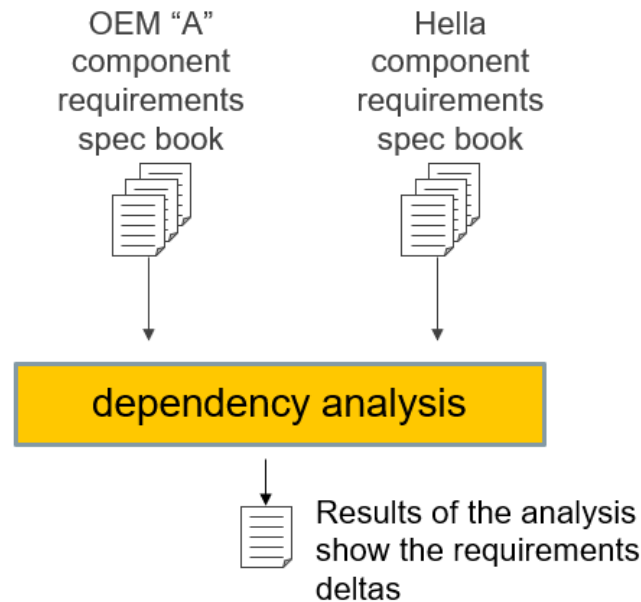 OEM “A”
component
requirements
spec book
Hella
component
requirements
spec book
dependency analysis
Results of the analysis
show the requirements
deltas